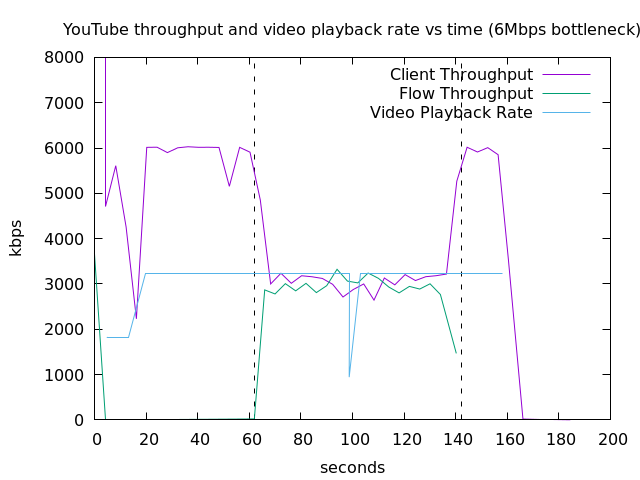 YouTube throughput and video playback rate vs time (6Mbps bottleneck)
8000
7000
6000
5000
4000
3000
2000
1000
0
kbps
Client Throughput
Flow Throughput
Video Playback Rate
0 20 40 60 80 100 120 140 160 180 200
seconds